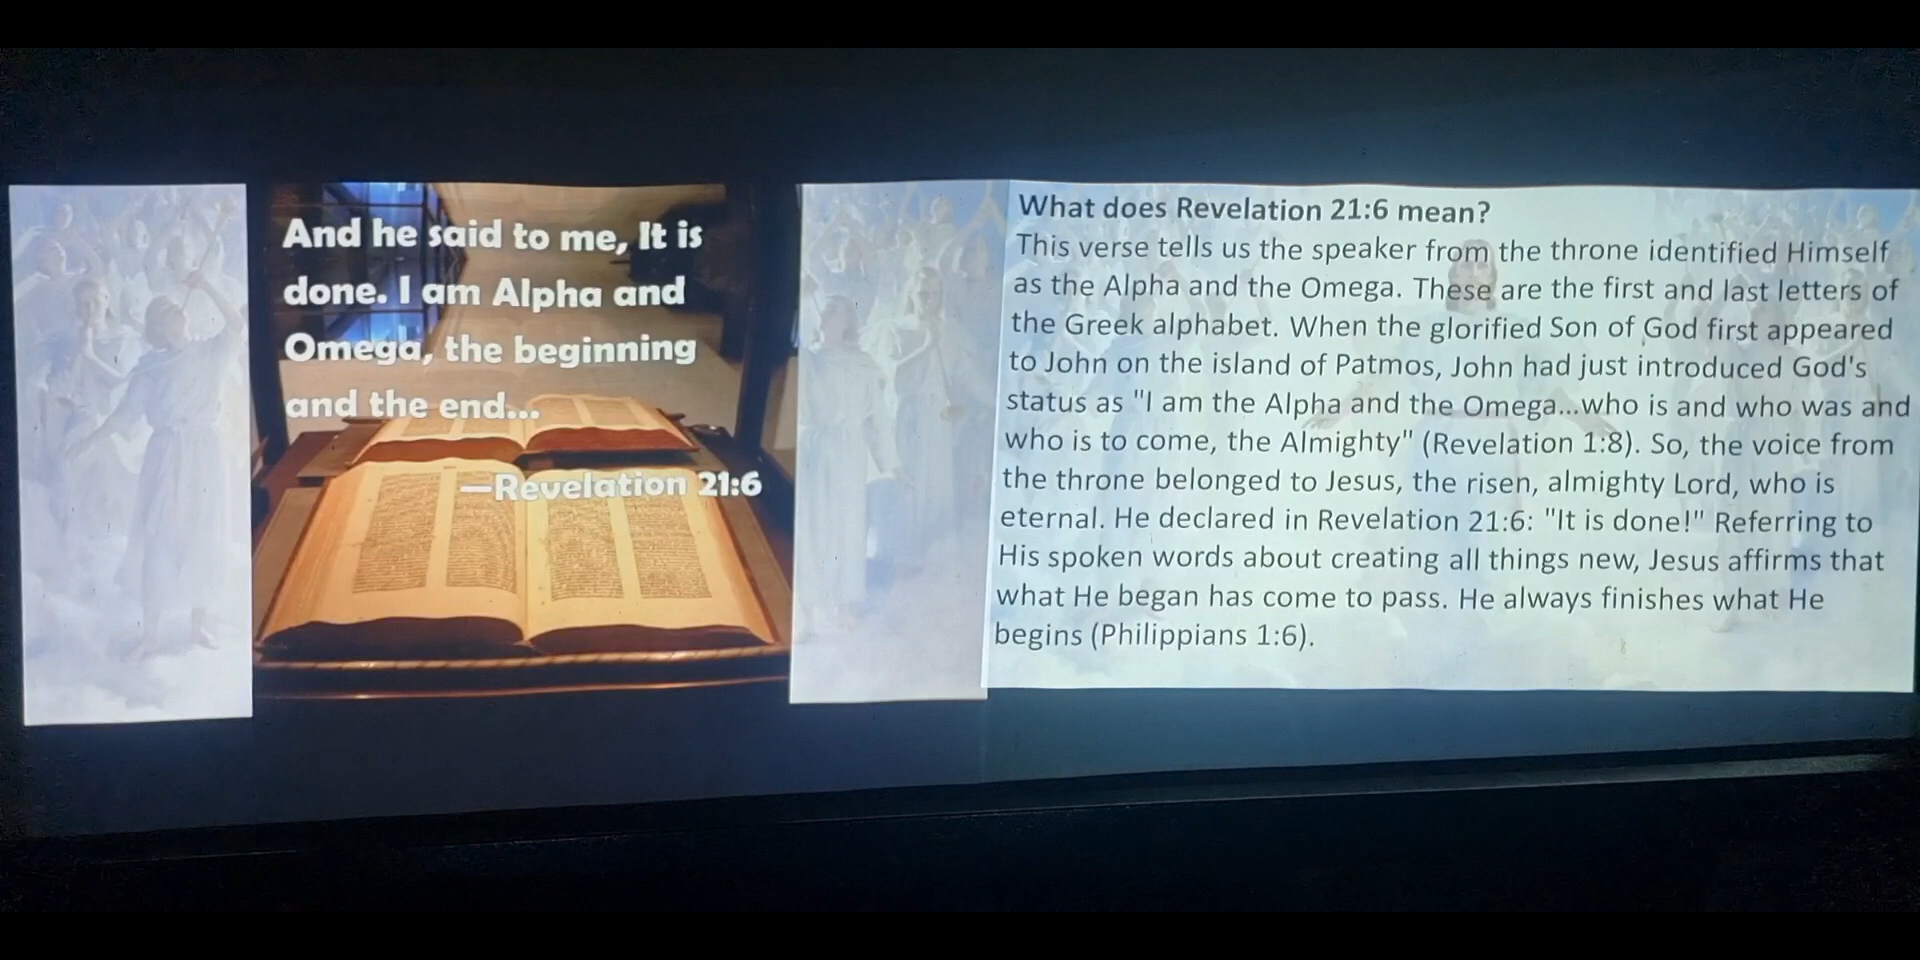 And he said to me, It is
done. I am Alpha and
Omega, the beginning
and the end...
—Revelation 21:6
What does Revelation 21:6 mean?
This verse tells us the speaker from the throne identified Himself
as the Alpha and the Omega. These are the first and last letters of
the Greek alphabet. When the glorified Son of God first appeared
to John on the island of Patmos, John had just introduced God's
status as "I am the Alpha and the Omega...who is and who was and
who is to come, the Almighty" (Revelation 1:8). So, the voice from
the throne belonged to Jesus, the risen, almighty Lord, who is
eternal. He declared in Revelation 21:6: "It is done!" Referring to
His spoken words about creating all things new, Jesus affirms that
what He began has come to pass. He always finishes what He
begins (Philippians 1:6).